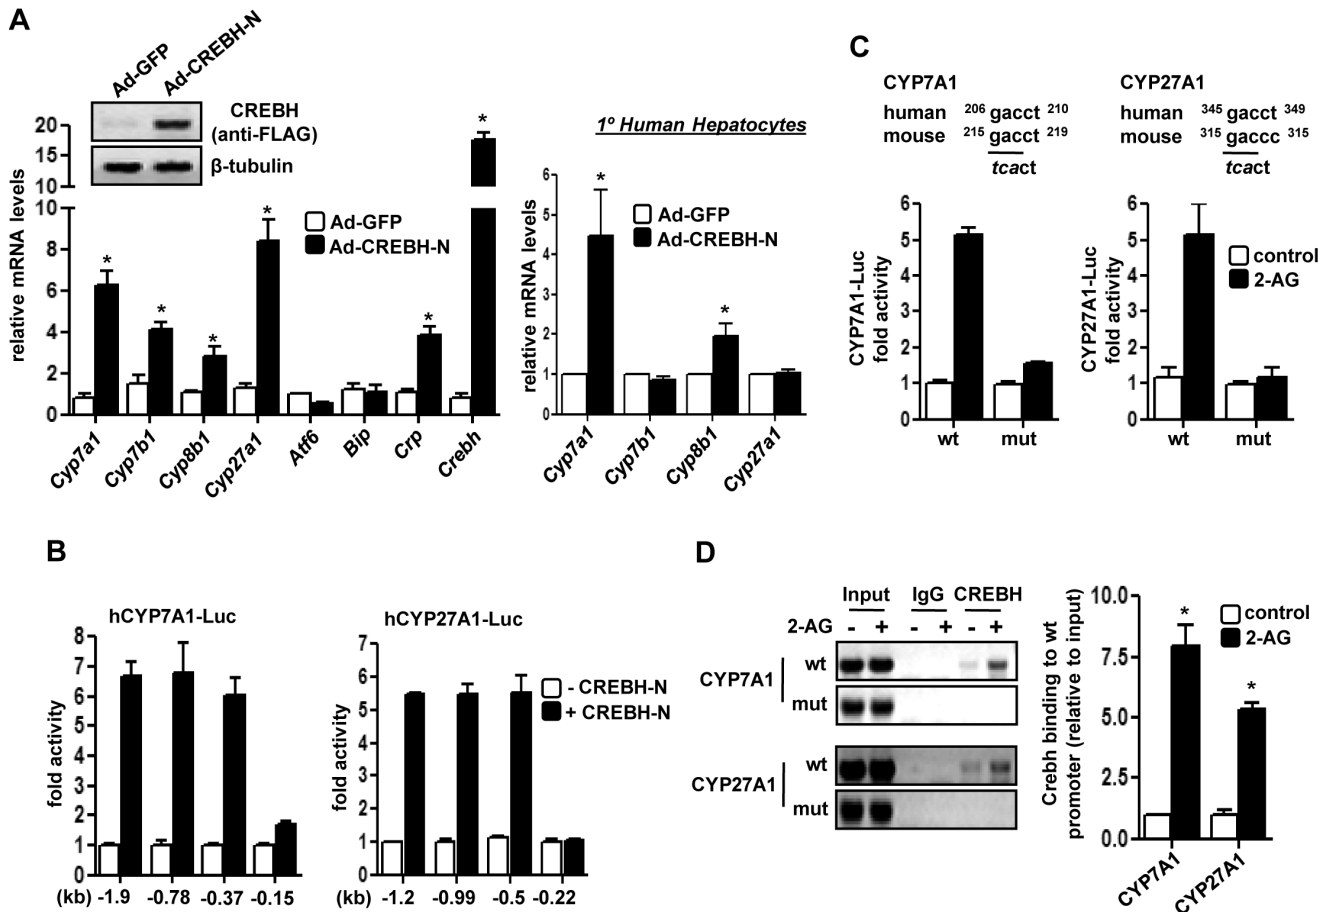 A
Ad-GFP
Ad-CREBH-N
CREBH
(anti-FLAG)
β-tubulin
relative mRNA levels
20
15
10
10
8
6
4
2
0
*
*
*
*
*
*
Ad-GFP
Ad-CREBH-N
Cyp7a1
Cyp7b1
Cyp8b1
Cyp27a1
Atf6
Bip
Crp
Crebh
1º Human Hepatocytes
relative mRNA levels
6
5
4
3
2
1
0
*
*
Ad-GFP
Ad-CREBH-N
Cyp7a1
Cyp7b1
Cyp8b1
Cyp27a1
C
CYP7A1
human 206 gacct 210
mouse 215 gacct 219
tcact
CYP7A1-Luc
fold activity
6
5
4
3
2
1
0
wt mut
CYP27A1
human 345 gacct 349
mouse 315 gaccc 315
tcact
CYP27A1-Luc
fold activity
6
5
4
3
2
1
0
control
2-AG
wt mut
B
hCYP7A1-Luc
fold activity
8
7
6
5
4
3
2
1
0
(kb) -1.9 -0.78 -0.37 -0.15
hCYP27A1-Luc
fold activity
7
6
5
4
3
2
1
0
- CREBH-N
+ CREBH-N
(kb) -1.2 -0.99 -0.5 -0.22
D
Input IgG CREBH
2-AG - + - + - +
CYP7A1
wt
mut
CYP27A1
wt
mut
Crebh binding to wt
promoter (relative to input)
10.0
7.5
5.0
2.5
0.0
*
*
control
2-AG
CYP7A1
CYP27A1